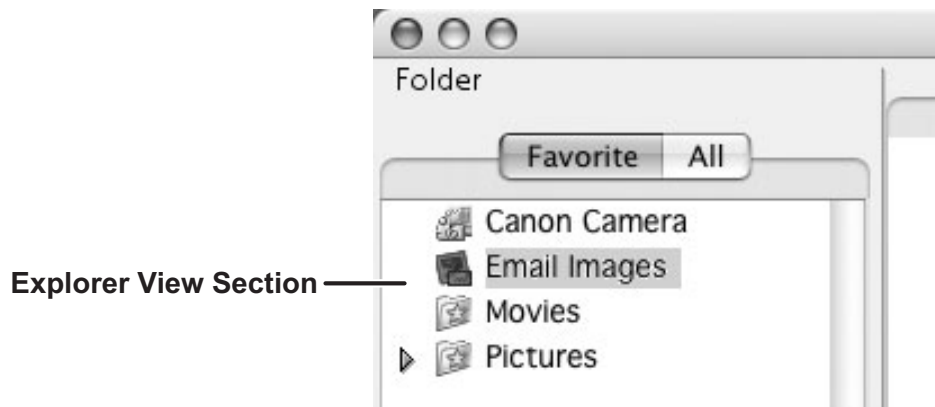 Folder
Favorite All
Canon Camera
Email Images
Explorer View Section
Movies
Pictures